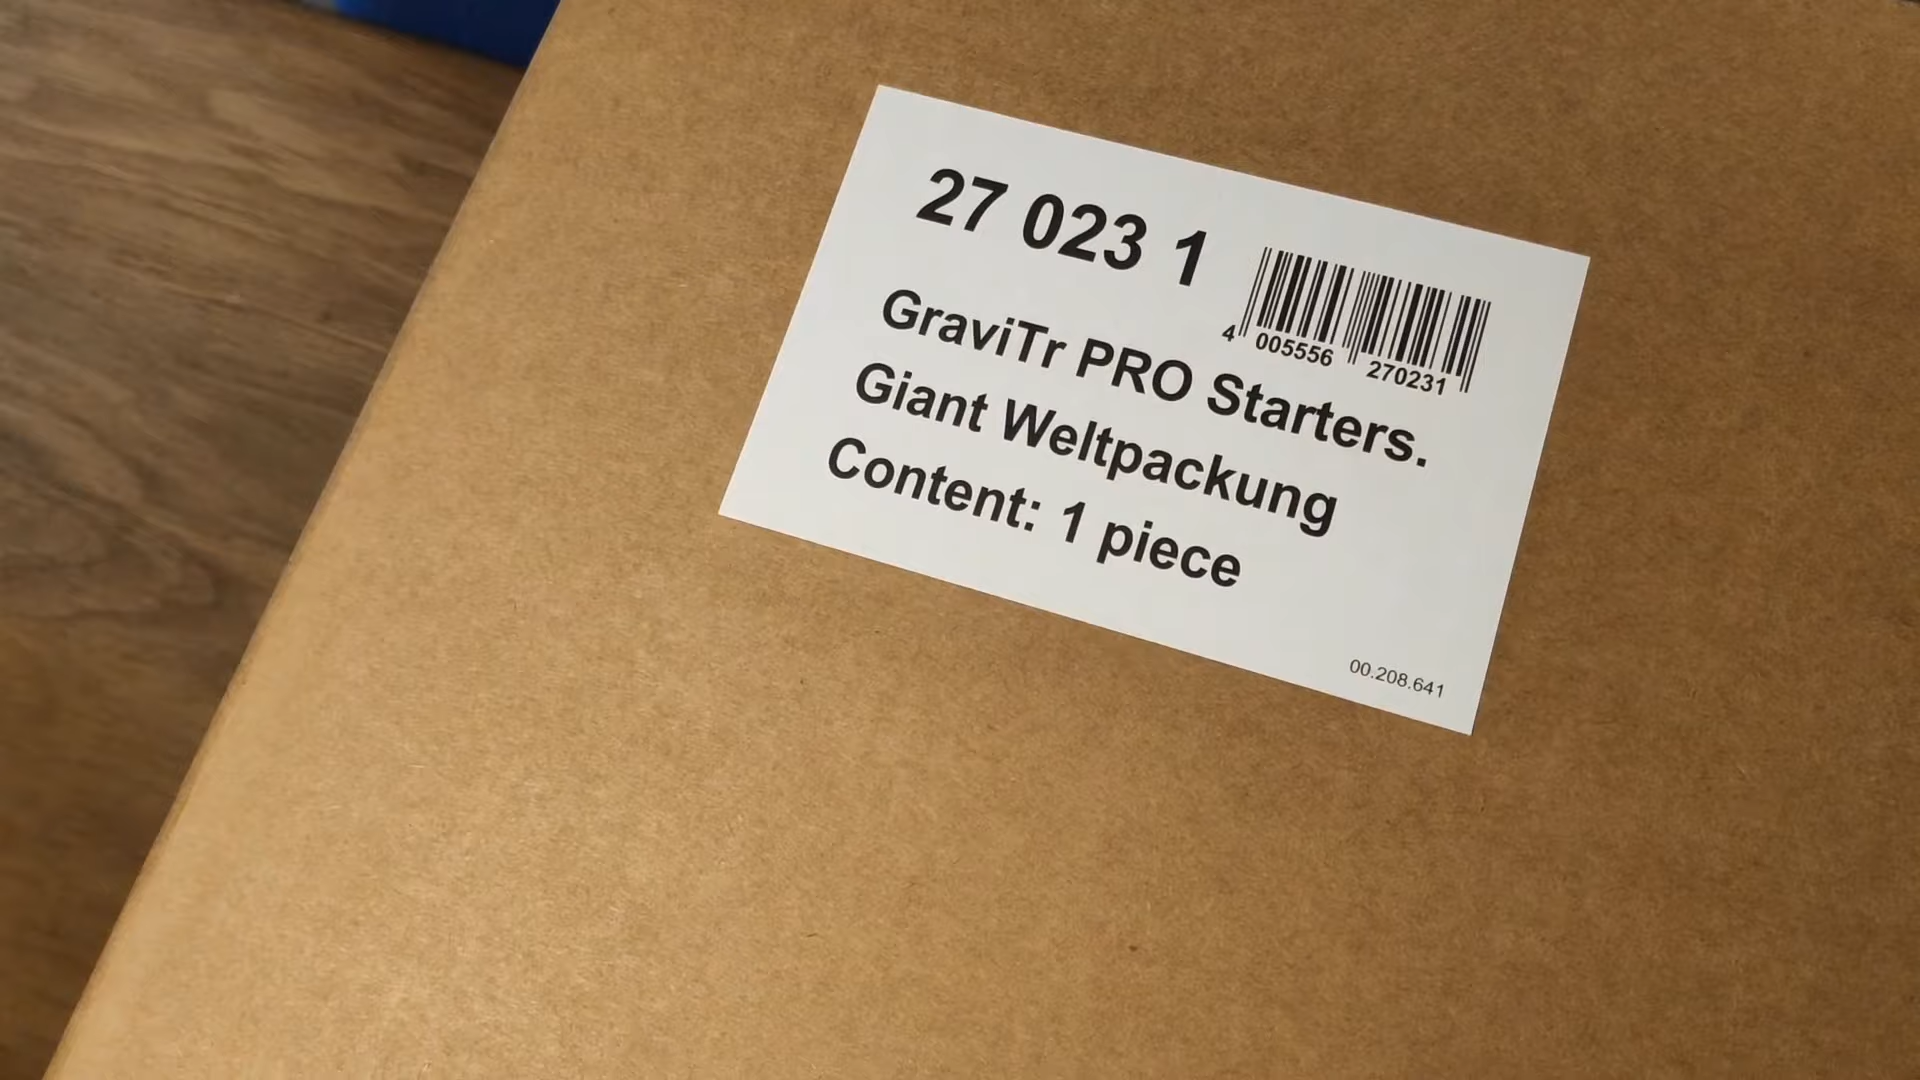 27 023 1
4 005556 270231
GraviTr PRO Starters.
Giant Weltpackung
Content: 1 piece
00.208.641